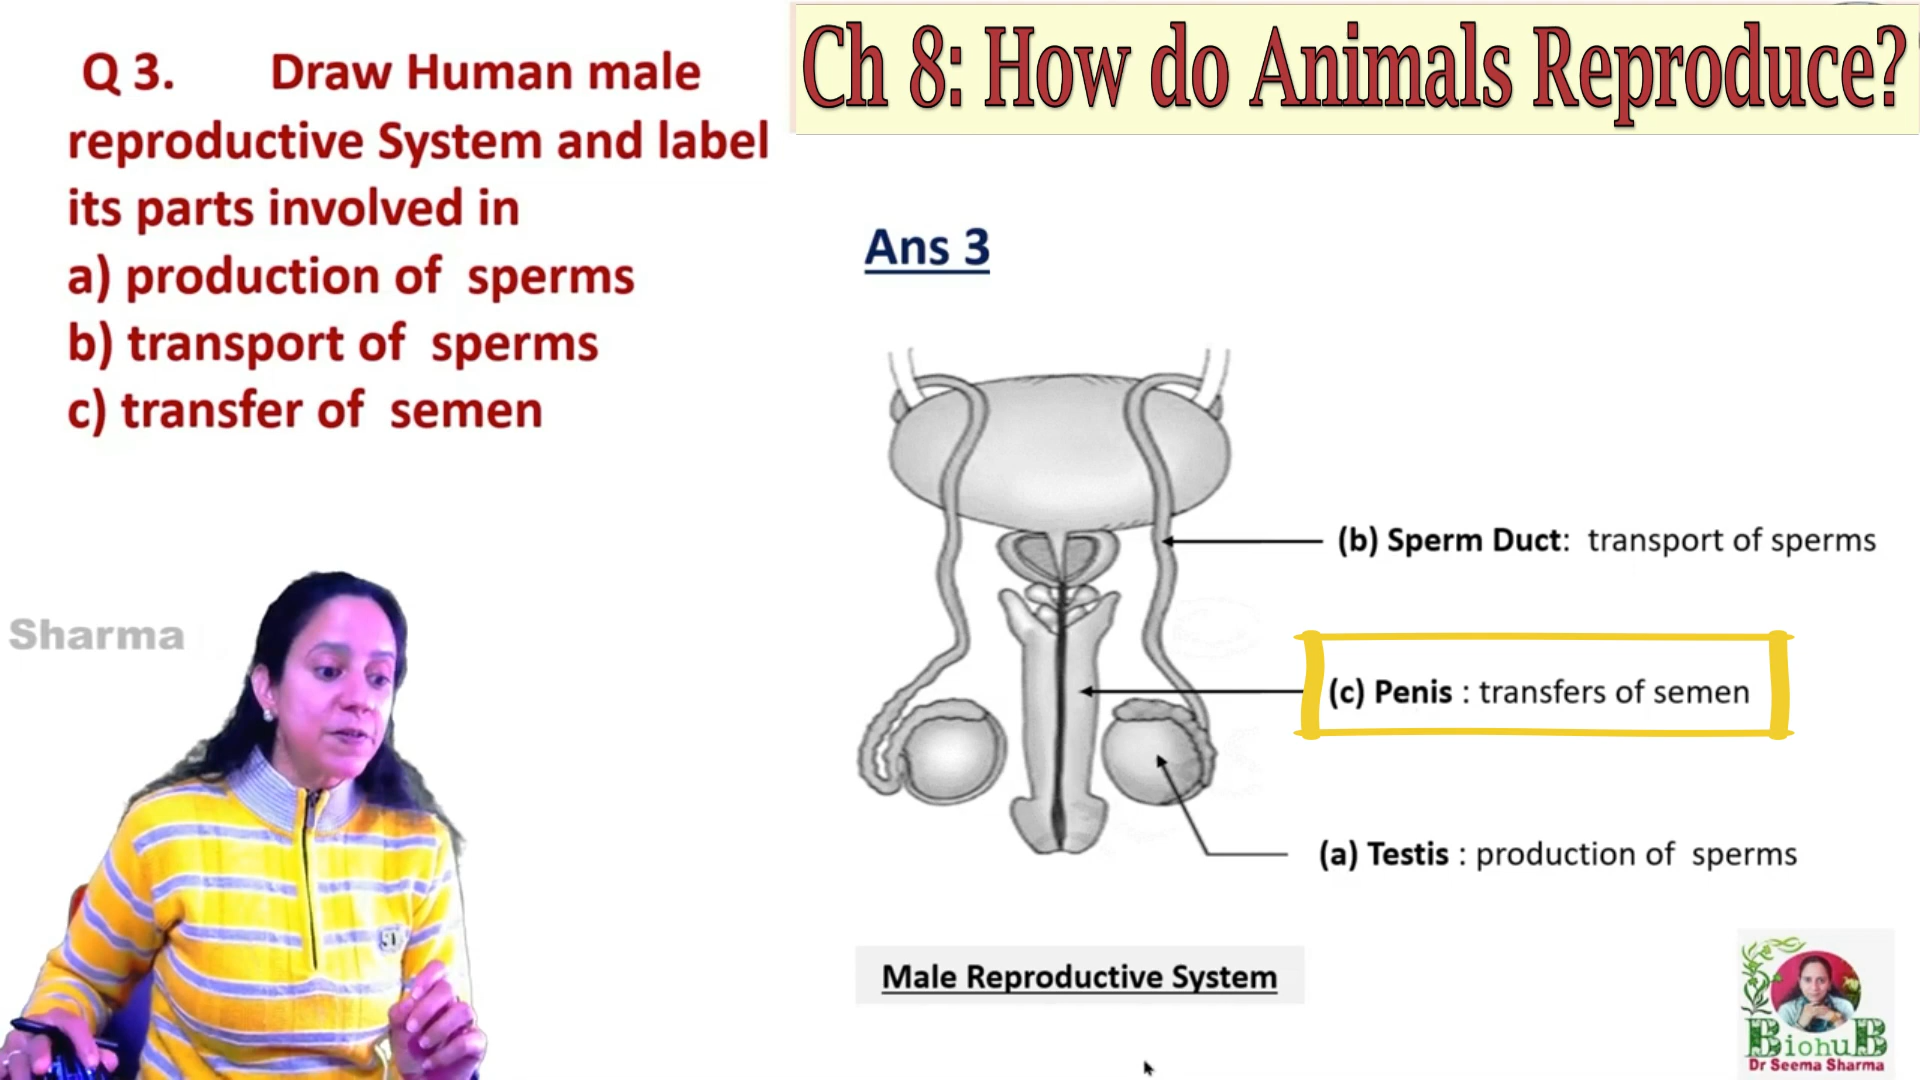 Ch 8: How do Animals Reproduce?
Q 3. Draw Human male
reproductive System and label
its parts involved in
a) production of sperms
b) transport of sperms
c) transfer of semen
Ans 3
(b) Sperm Duct: transport of sperms
(c) Penis : transfers of semen
(a) Testis : production of sperms
Male Reproductive System
Sharma
BiohuB
Dr Seema Sharma